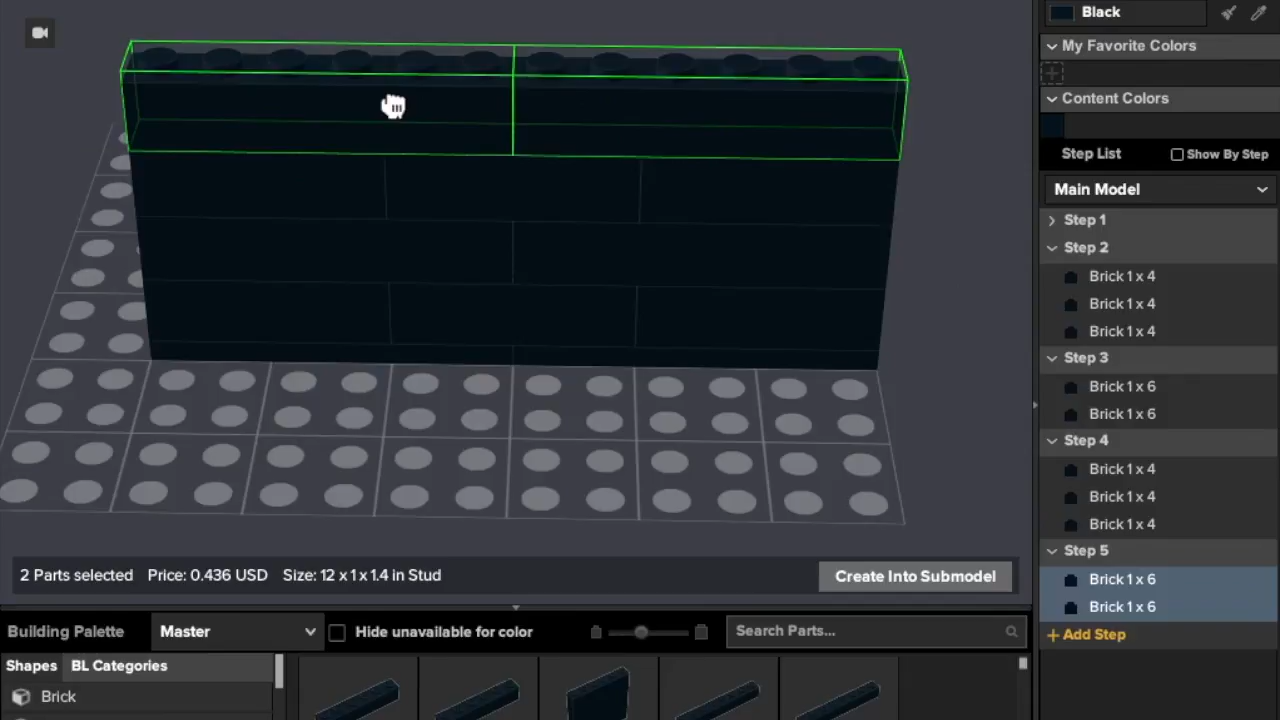 Black
My Favorite Colors
Content Colors
Step List
Show By Step
Main Model
Step 1
Step 2
Brick 1 x 4
Brick 1 x 4
Brick 1 x 4
Step 3
Brick 1 x 6
Brick 1 x 6
Step 4
Brick 1 x 4
Brick 1 x 4
Brick 1 x 4
Step 5
Brick 1 x 6
Brick 1 x 6
+ Add Step
2 Parts selected Price: 0.436 USD Size: 12 x 1 x 1.4 in Stud
Create Into Submodel
Building Palette Master Hide unavailable for color Search Parts...
Shapes BL Categories
Brick